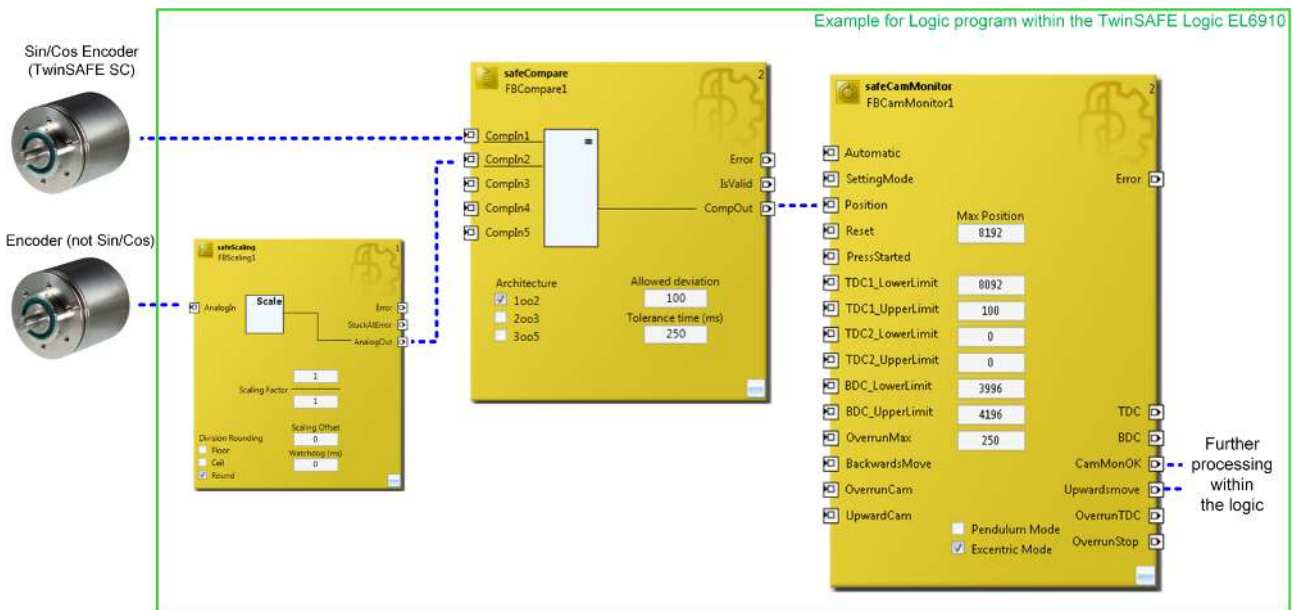 Example for Logic program within the TwinSAFE Logic EL6910
Sin/Cos Encoder
(TwinSAFE SC)
Encoder (not Sin/Cos)
safeScaling
FBScaling1
1
AnalogIn
Scale
Error
StuckAtError
AnalogOut
Scaling Factor
1
1
Scaling Offset
0
Watchdog (ms)
0
Division Rounding
Floor
Ceil
Round
safeCompare
FBCompare1
2
CompIn1
CompIn2
CompIn3
CompIn4
CompIn5
=
Error
IsValid
CompOut
Architecture
1oo2
2oo3
3oo5
Allowed deviation
100
Tolerance time (ms)
250
safeCamMonitor
FBCamMonitor1
2
Automatic
SettingMode
Error
Position
Max Position
Reset
8192
PressStarted
TDC1_LowerLimit
8092
TDC1_UpperLimit
100
TDC2_LowerLimit
0
TDC2_UpperLimit
0
BDC_LowerLimit
3996
BDC_UpperLimit
4196
TDC
OverrunMax
250
BDC
BackwardsMove
CamMonOK
OverrunCam
Upwardsmove
UpwardCam
OverrunTDC
Pendulum Mode
OverrunStop
Excentric Mode
Further
processing
within
the logic